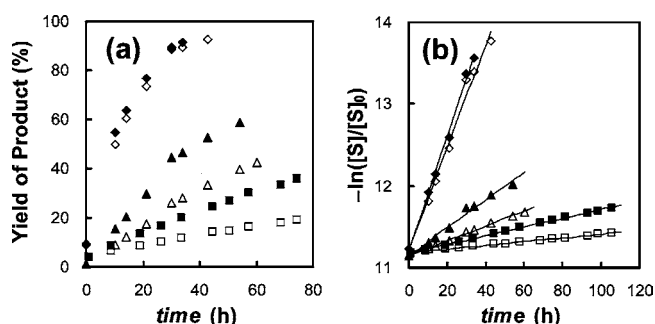 (a)
Yield of Product (%)
100
80
60
40
20
0
0 20 40 60 80
time (h)
(b)
–ln([S]/[S]₀)
14
13
12
11
0 20 40 60 80 100 120
time (h)